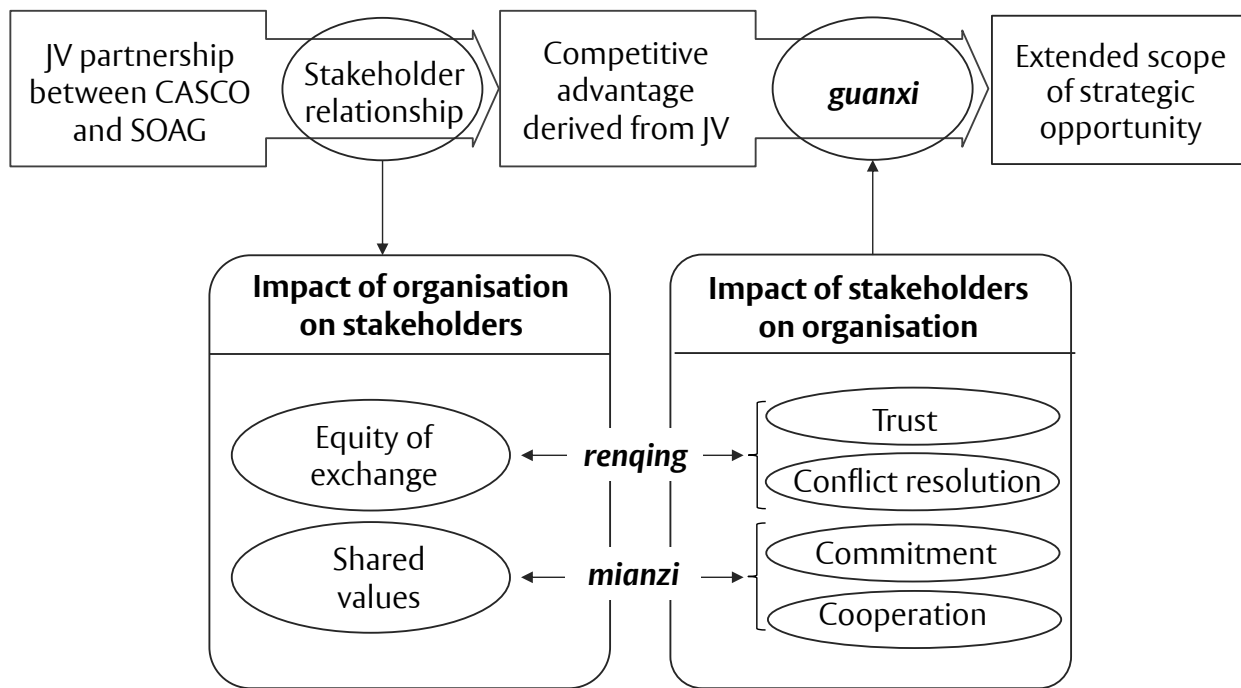 JV partnership
between CASCO
and SOAG
Stakeholder
relationship
Competitive
advantage
derived from JV
guanxi
Extended scope
of strategic
opportunity
Impact of organisation
on stakeholders
Equity of
exchange
Shared
values
renqing
mianzi
Impact of stakeholders
on organisation
Trust
Conflict resolution
Commitment
Cooperation